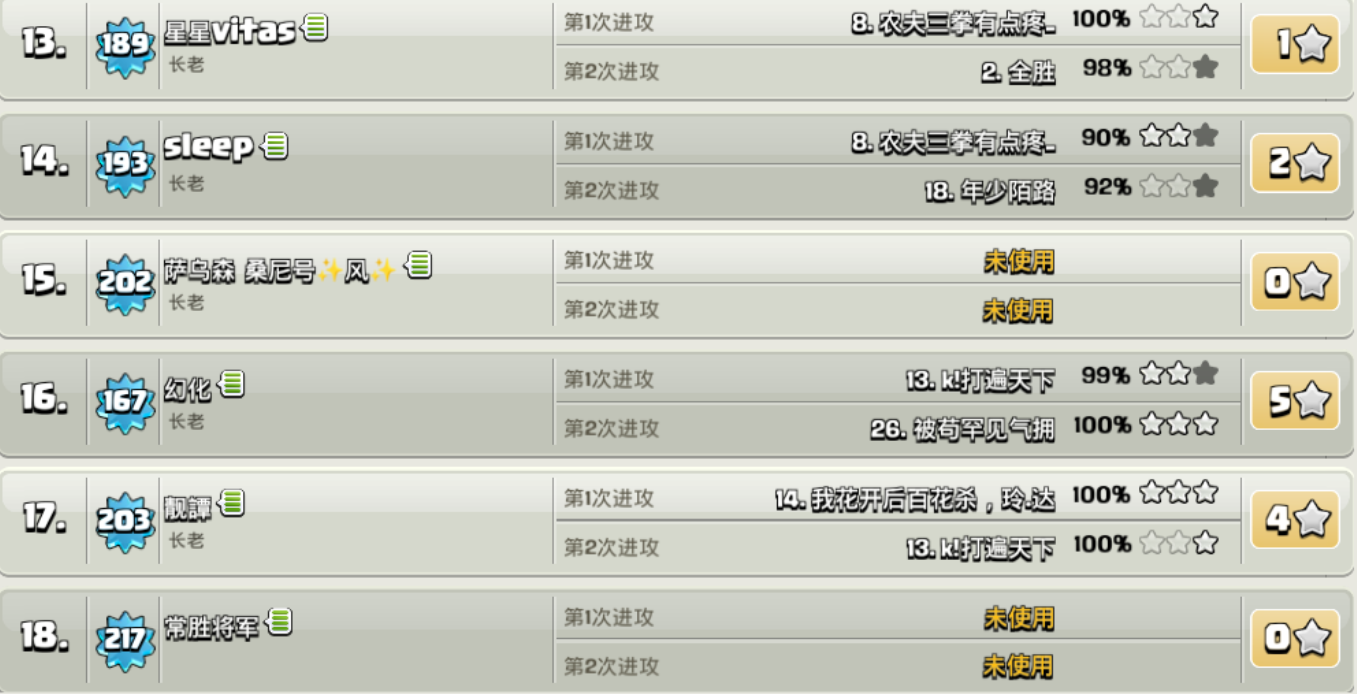 13. 189 星星vitas 第1次进攻 8. 农夫三拳有点疼… 100% 1
长老 第2次进攻 2. 全胜 98%
14. 193 sleep 第1次进攻 8. 农夫三拳有点疼… 90% 2
长老 第2次进攻 18. 年少陌路 92%
15. 202 萨乌森 桑尼号✨风✨ 第1次进攻 未使用 0
长老 第2次进攻 未使用
16. 167 幻化 第1次进攻 13. k!打遍天下 99% 5
长老 第2次进攻 26. 被苟罕见气拥 100%
17. 203 靓譚 第1次进攻 14. 我花开后百花杀，玲.达 100% 4
长老 第2次进攻 13. k!打遍天下 100%
18. 217 常胜将军 第1次进攻 未使用 0
第2次进攻 未使用